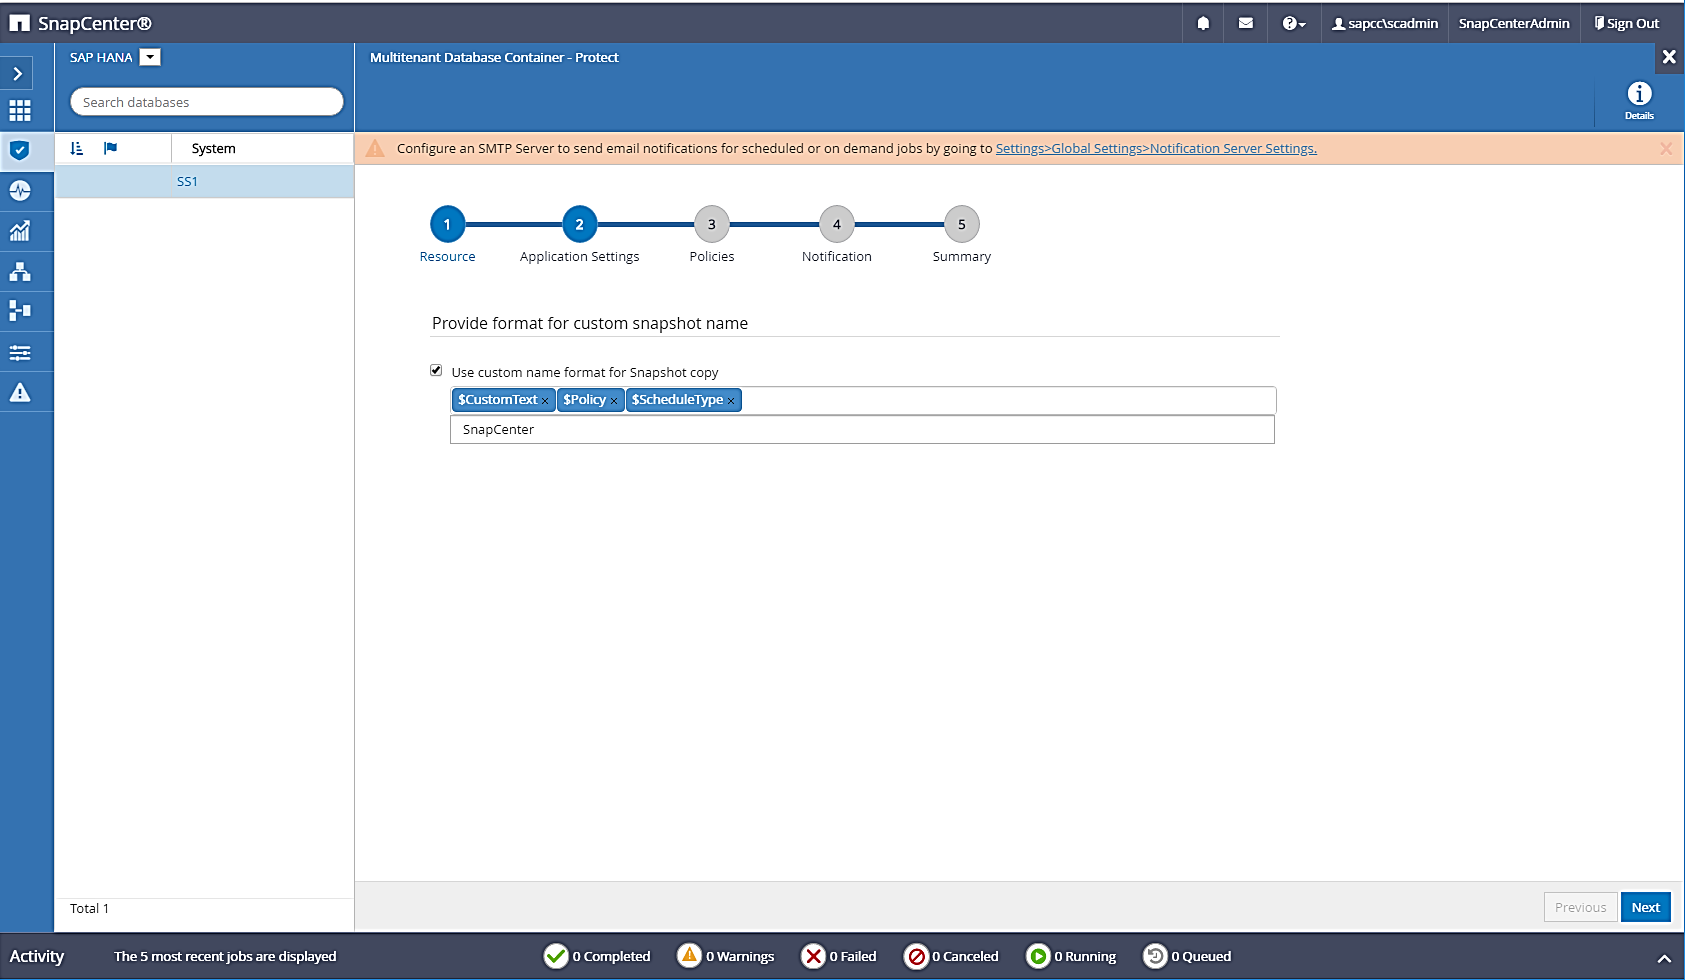 SnapCenter®
sapcc\scadmin SnapCenterAdmin Sign Out
SAP HANA
Multitenant Database Container - Protect
Search databases
Details
System
Configure an SMTP Server to send email notifications for scheduled or on demand jobs by going to Settings>Global Settings>Notification Server Settings.
SS1
1 2 3 4 5
Resource Application Settings Policies Notification Summary
Provide format for custom snapshot name
Use custom name format for Snapshot copy
$CustomText × $Policy × $ScheduleType ×
SnapCenter
Total 1
Previous Next
Activity The 5 most recent jobs are displayed 0 Completed 0 Warnings 0 Failed 0 Canceled 0 Running 0 Queued